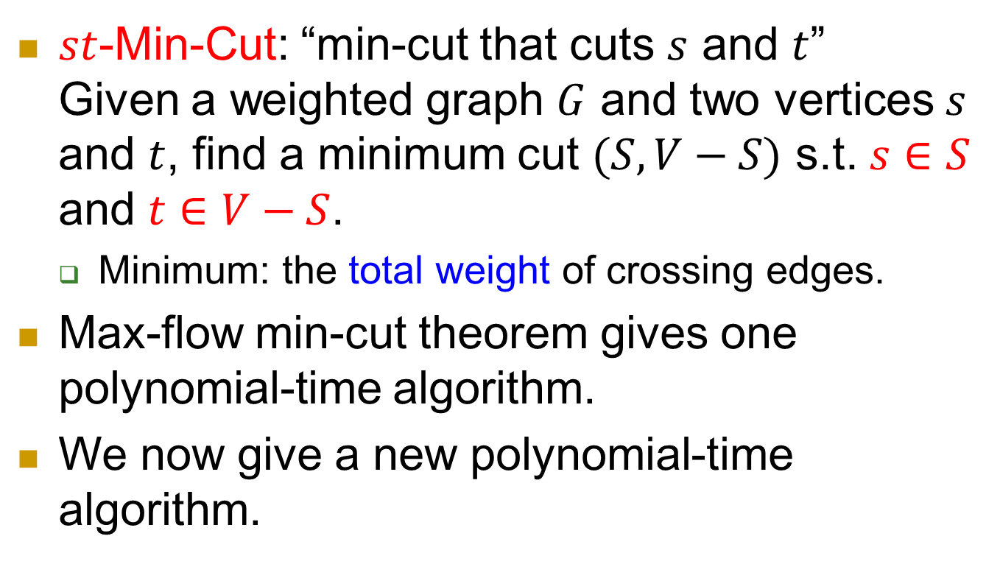 st-Min-Cut: “min-cut that cuts s and t”
Given a weighted graph G and two vertices s
and t, find a minimum cut (S, V − S) s.t. s ∈ S
and t ∈ V − S.
Minimum: the total weight of crossing edges.
Max-flow min-cut theorem gives one
polynomial-time algorithm.
We now give a new polynomial-time
algorithm.